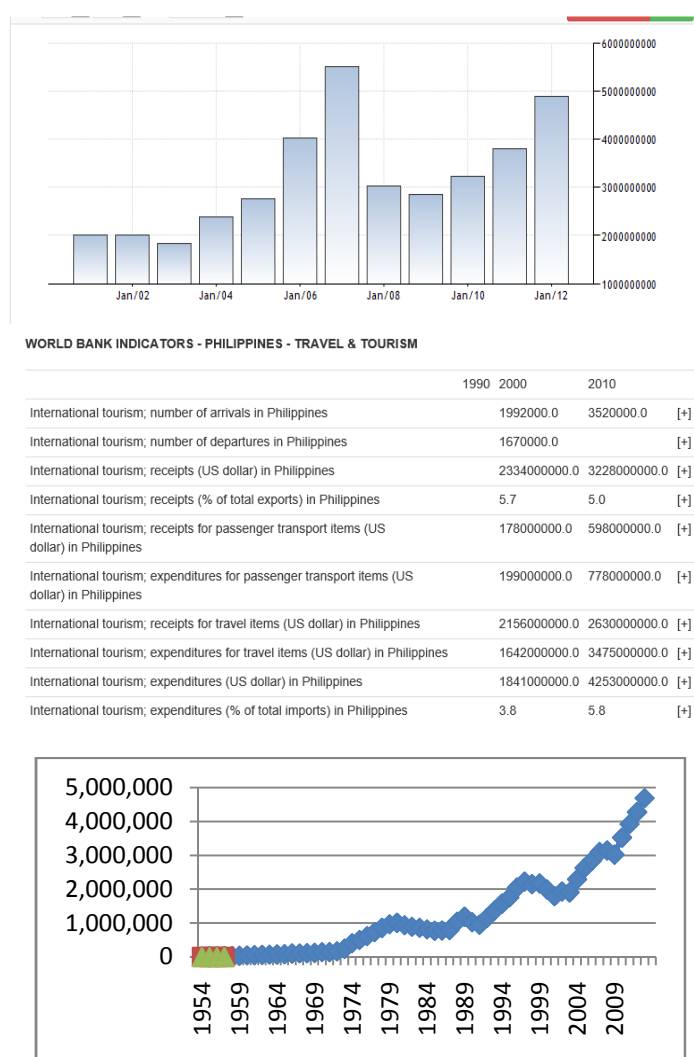 6000000000
5000000000
4000000000
3000000000
2000000000
1000000000
Jan/02 Jan/04 Jan/06 Jan/08 Jan/10 Jan/12
WORLD BANK INDICATORS - PHILIPPINES - TRAVEL & TOURISM
1990 2000 2010
International tourism; number of arrivals in Philippines 1992000.0 3520000.0 [+]
International tourism; number of departures in Philippines 1670000.0 [+]
International tourism; receipts (US dollar) in Philippines 2334000000.0 3228000000.0 [+]
International tourism; receipts (% of total exports) in Philippines 5.7 5.0 [+]
International tourism; receipts for passenger transport items (US 178000000.0 598000000.0 [+]
dollar) in Philippines
International tourism; expenditures for passenger transport items (US 199000000.0 778000000.0 [+]
dollar) in Philippines
International tourism; receipts for travel items (US dollar) in Philippines 2156000000.0 2630000000.0 [+]
International tourism; expenditures for travel items (US dollar) in Philippines 1642000000.0 3475000000.0 [+]
International tourism; expenditures (US dollar) in Philippines 1841000000.0 4253000000.0 [+]
International tourism; expenditures (% of total imports) in Philippines 3.8 5.8 [+]
5,000,000
4,000,000
3,000,000
2,000,000
1,000,000
0
1954 1959 1964 1969 1974 1979 1984 1989 1994 1999 2004 2009